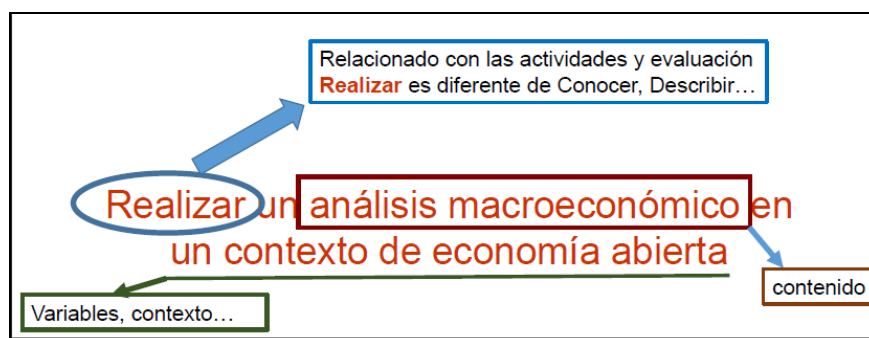 Relacionado con las actividades y evaluación
Realizar es diferente de Conocer, Describir…
Realizar un análisis macroeconómico en
un contexto de economía abierta
contenido
Variables, contexto…